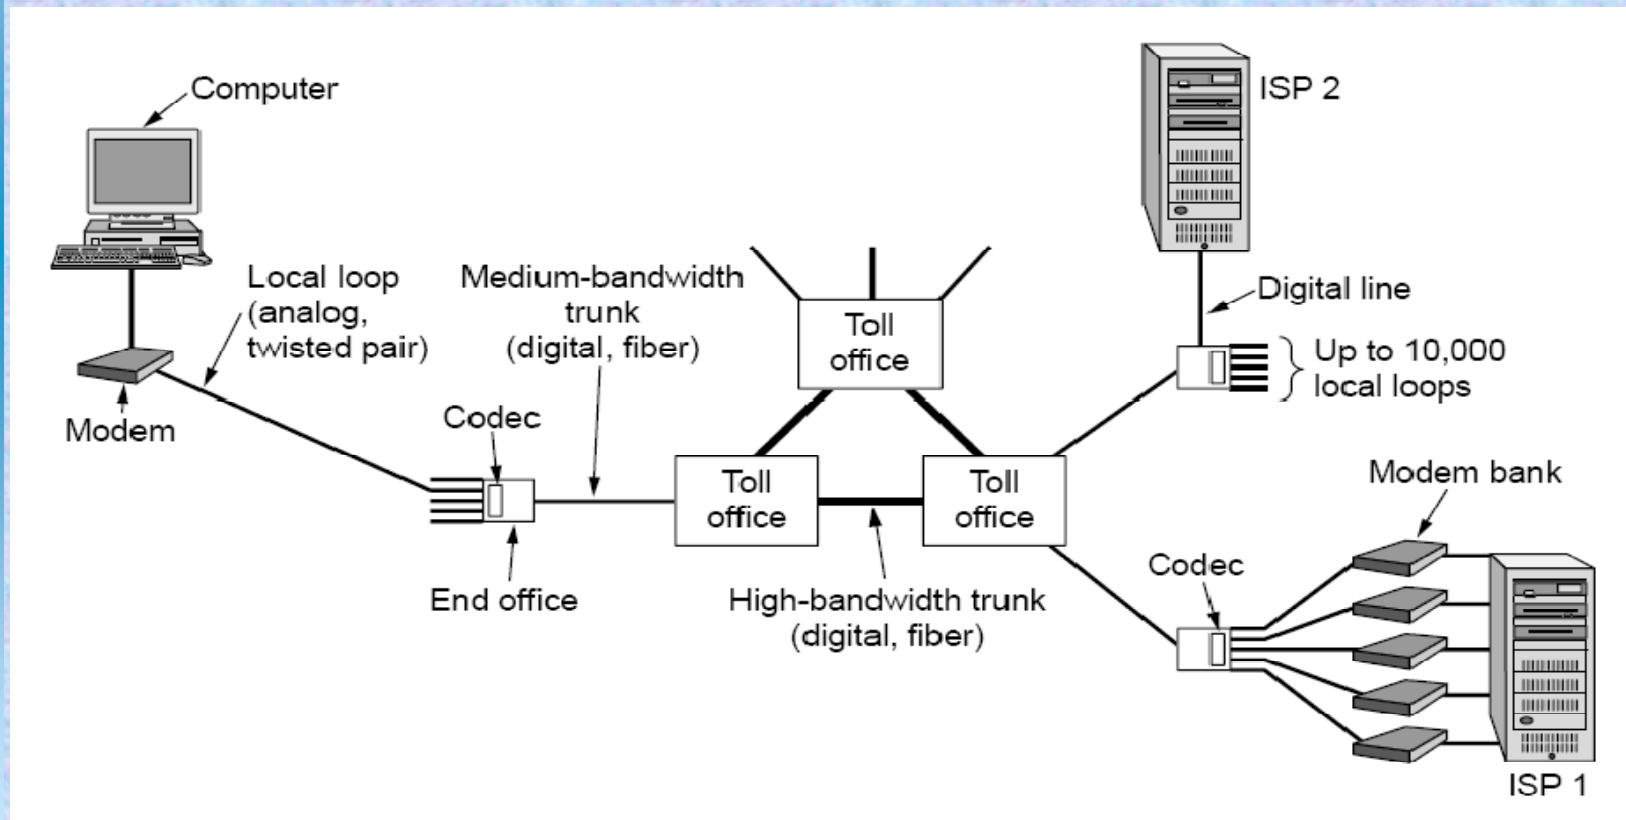 Computer
ISP 2
Local loop
(analog,
twisted pair)
Medium-bandwidth
trunk
(digital, fiber)
Toll
office
Digital line
Up to 10,000
local loops
Modem
Codec
Toll
office
Toll
office
Modem bank
End office
High-bandwidth trunk
(digital, fiber)
Codec
ISP 1